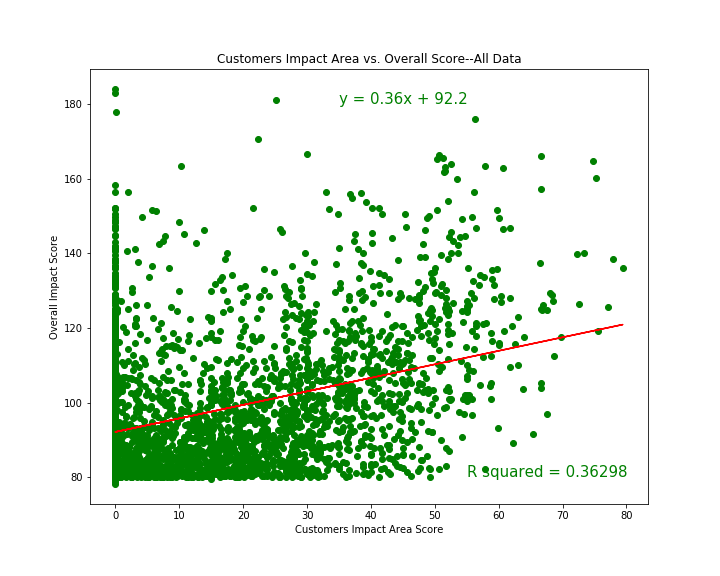 Customers Impact Area vs. Overall Score--All Data
y = 0.36x + 92.2
180
160
140
120
100
80
Overall Impact Score
R squared = 0.36298
0 10 20 30 40 50 60 70 80
Customers Impact Area Score